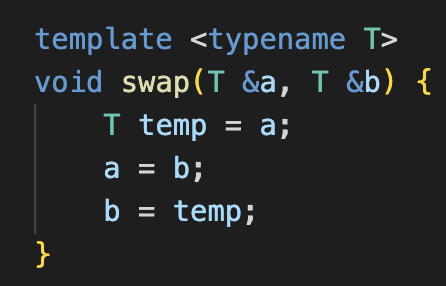 template <typename T>
void swap(T &a, T &b) {
    T temp = a;
    a = b;
    b = temp;
}